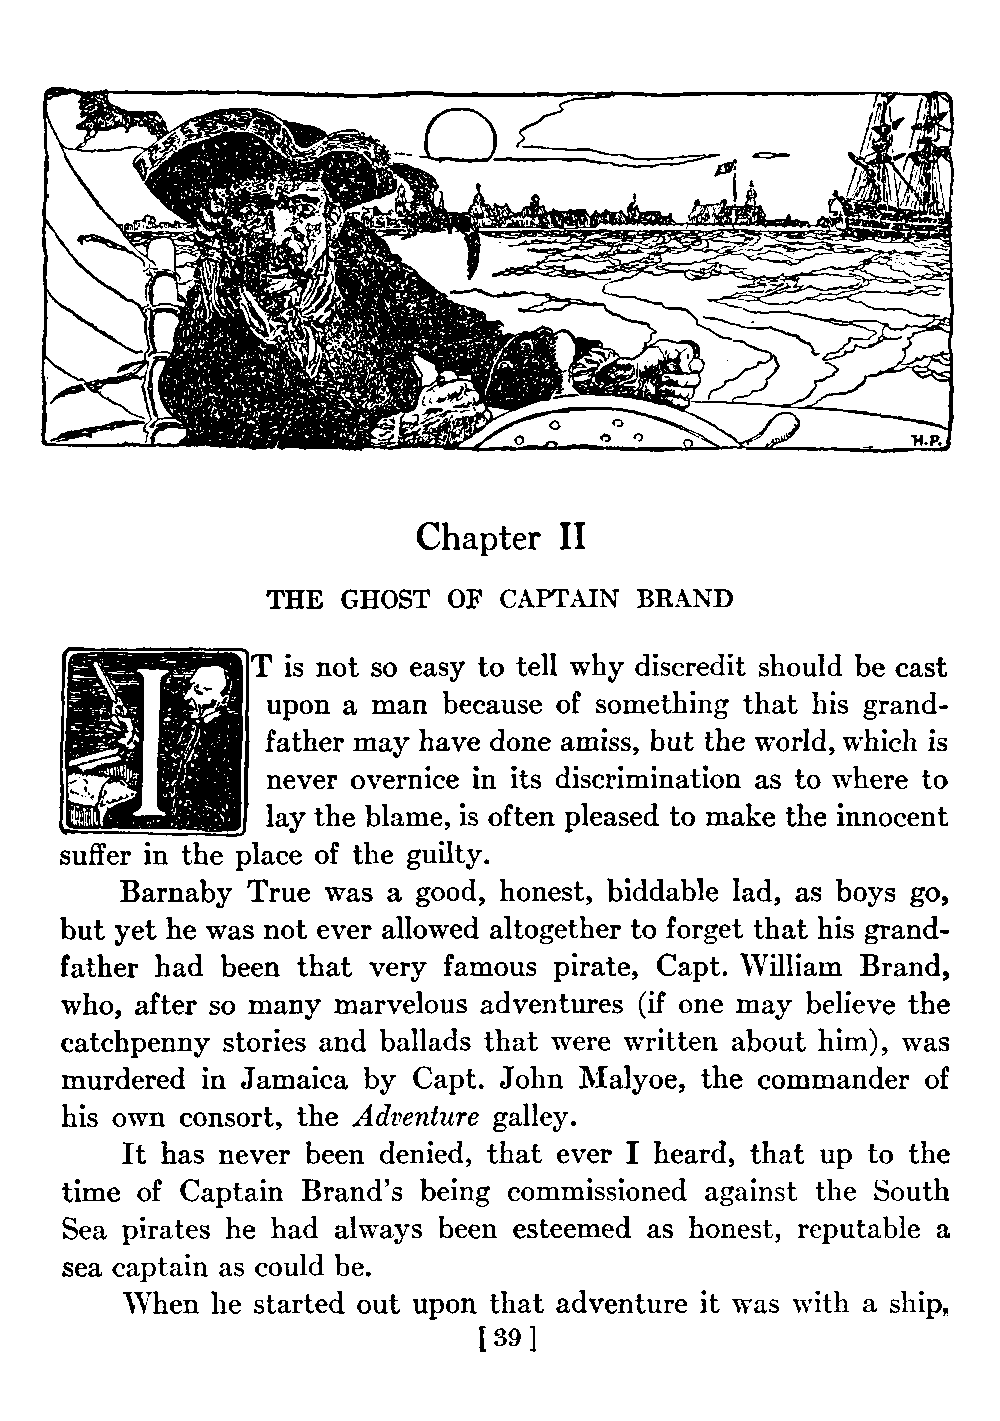 H.P.
Chapter II
THE GHOST OF CAPTAIN BRAND
IT is not so easy to tell why discredit should be cast
upon a man because of something that his grand-
father may have done amiss, but the world, which is
never overnice in its discrimination as to where to
lay the blame, is often pleased to make the innocent
suffer in the place of the guilty.
Barnaby True was a good, honest, biddable lad, as boys go,
but yet he was not ever allowed altogether to forget that his grand-
father had been that very famous pirate, Capt. William Brand,
who, after so many marvelous adventures (if one may believe the
catchpenny stories and ballads that were written about him), was
murdered in Jamaica by Capt. John Malyoe, the commander of
his own consort, the Adventure galley.
It has never been denied, that ever I heard, that up to the
time of Captain Brand's being commissioned against the South
Sea pirates he had always been esteemed as honest, reputable a
sea captain as could be.
When he started out upon that adventure it was with a ship,
[ 39 ]